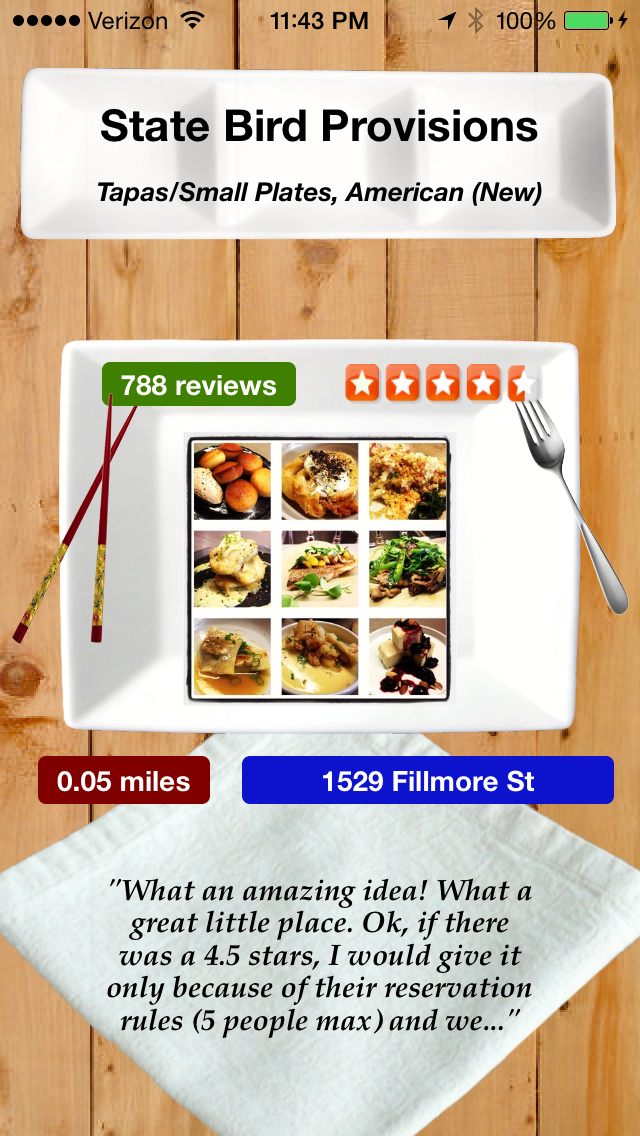 Verizon 11:43 PM 100%
State Bird Provisions
Tapas/Small Plates, American (New)
788 reviews
0.05 miles
1529 Fillmore St
"What an amazing idea! What a
great little place. Ok, if there
was a 4.5 stars, I would give it
only because of their reservation
rules (5 people max) and we..."